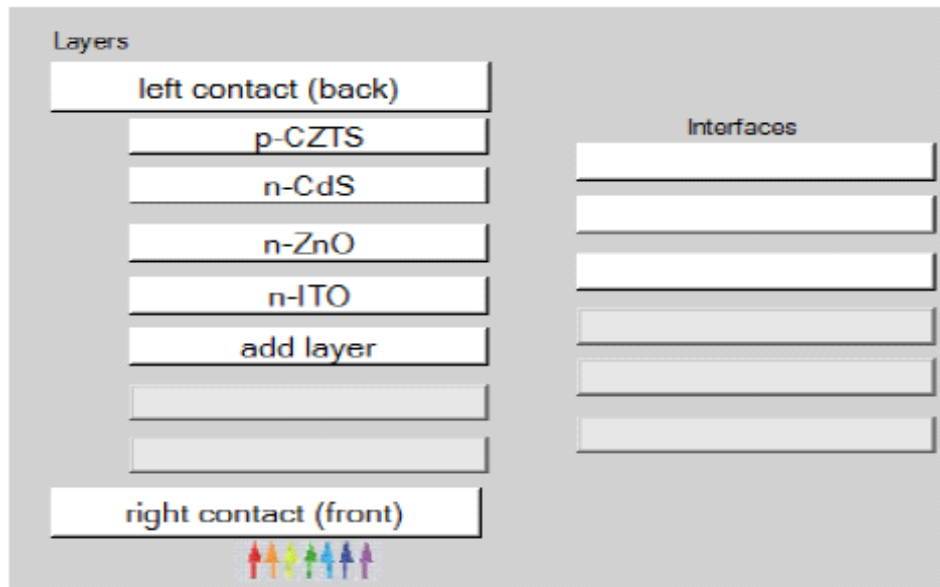 Layers
left contact (back)
p-CZTS
Interfaces
n-CdS
n-ZnO
n-ITO
add layer
right contact (front)